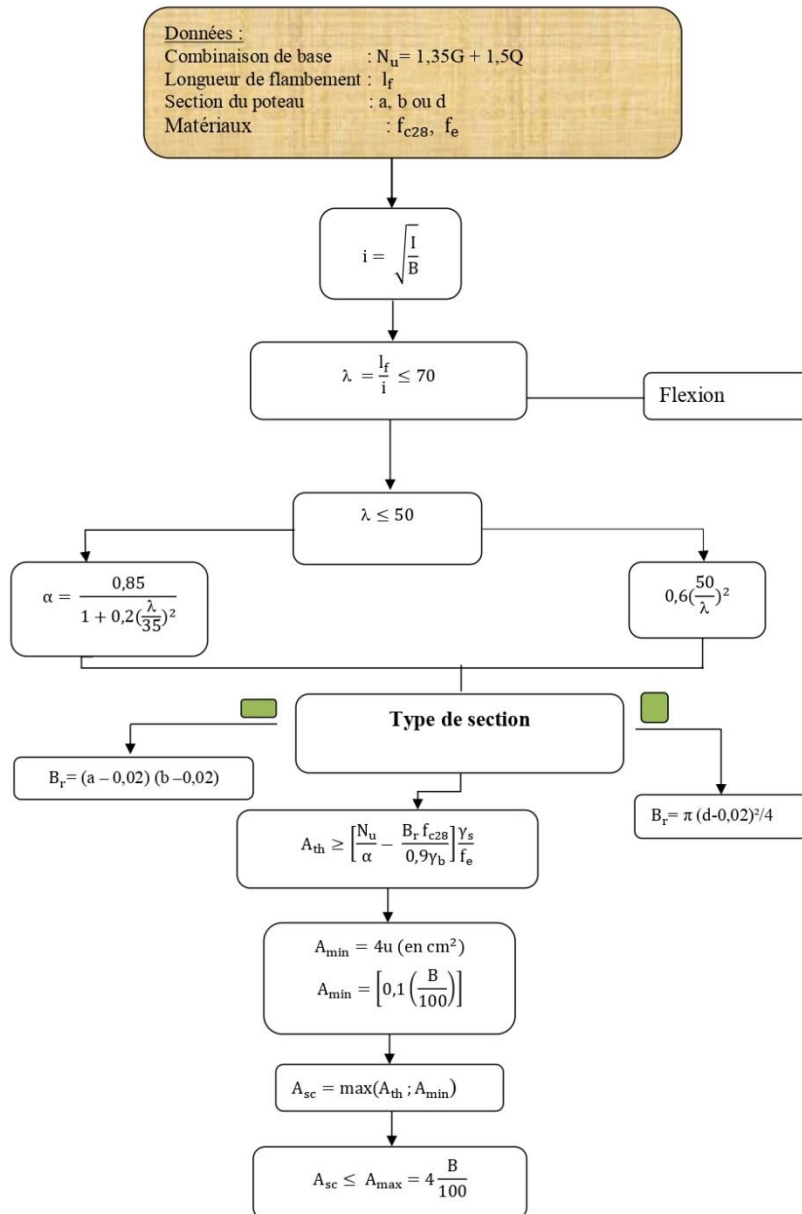 Données :
Combinaison de base : Nᵤ= 1,35G + 1,5Q
Longueur de flambement : l_f
Section du poteau : a, b ou d
Matériaux : f_c28, f_e
i = √(I/B)
λ = l_f/i ≤ 70
Flexion
λ ≤ 50
α = 0,85/(1 + 0,2(λ/35)²)
0,6(50/λ)²
Type de section
B_r= (a – 0,02) (b –0,02)
B_r= π (d-0,02)²/4
A_th ≥ [N_u/α − B_r f_c28/0,9γ_b] γ_s/f_e
A_min = 4u (en cm²)
A_min = [0,1 (B/100)]
A_sc = max(A_th ; A_min)
A_sc ≤ A_max = 4 B/100